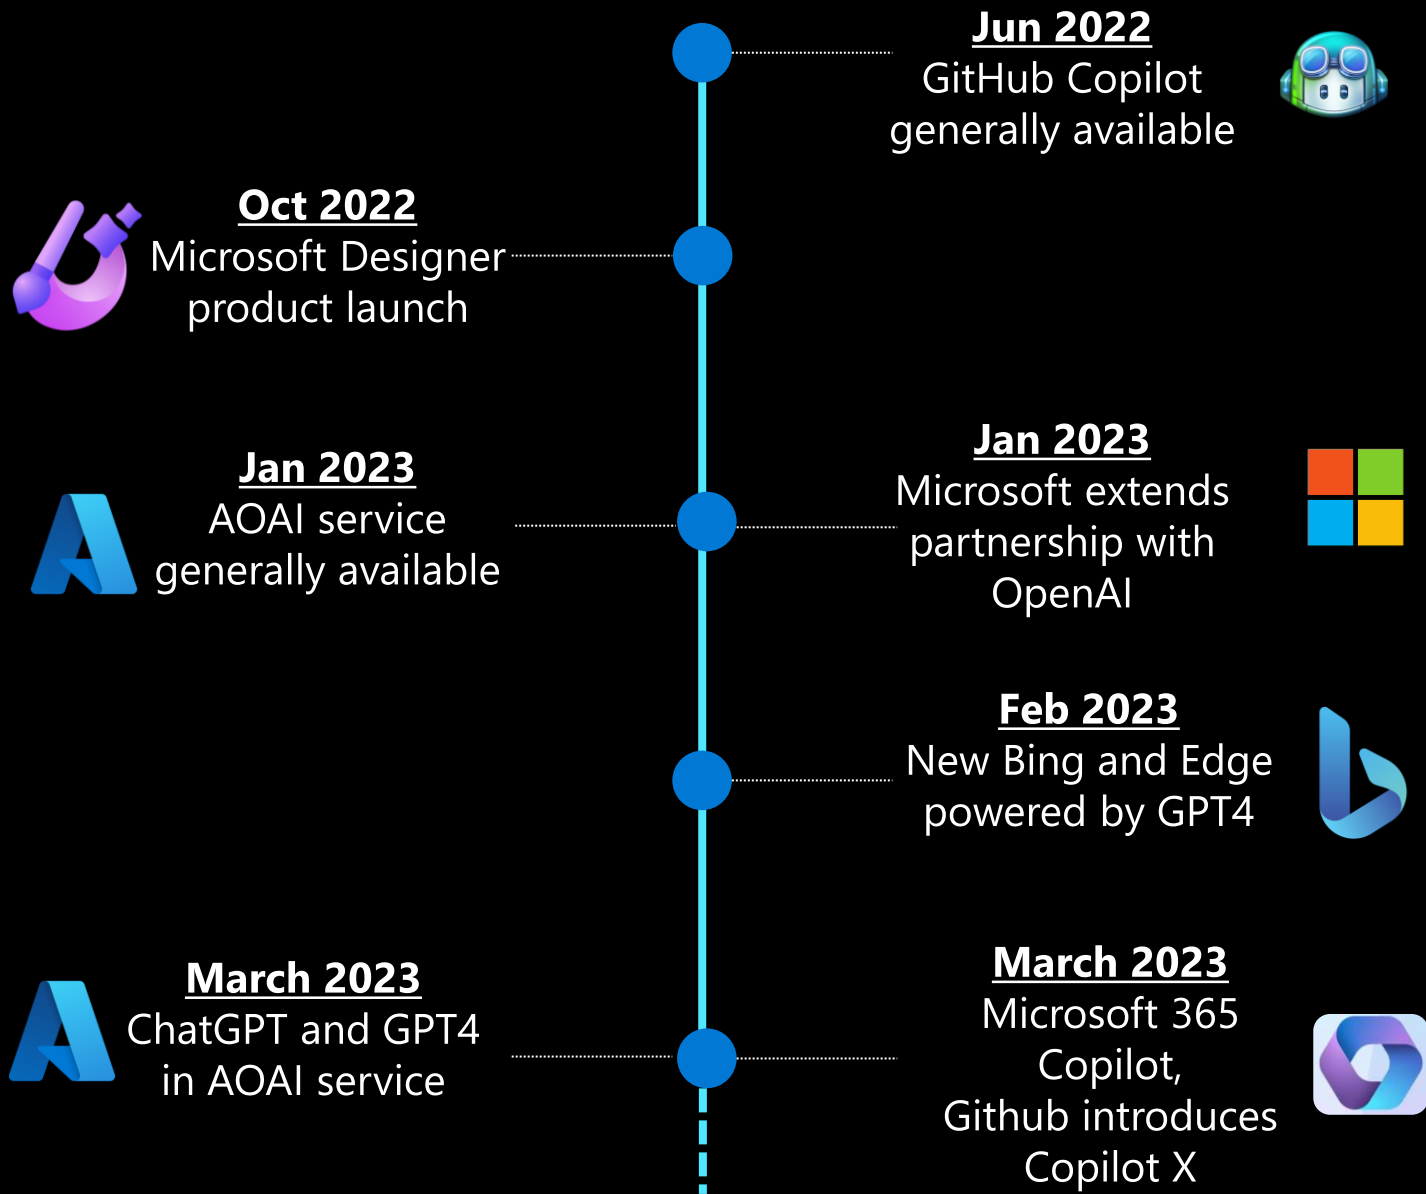 Jun 2022
GitHub Copilot
generally available
Oct 2022
Microsoft Designer
product launch
Jan 2023
AOAI service
generally available
Jan 2023
Microsoft extends
partnership with
OpenAI
Feb 2023
New Bing and Edge
powered by GPT4
March 2023
ChatGPT and GPT4
in AOAI service
March 2023
Microsoft 365
Copilot,
Github introduces
Copilot X